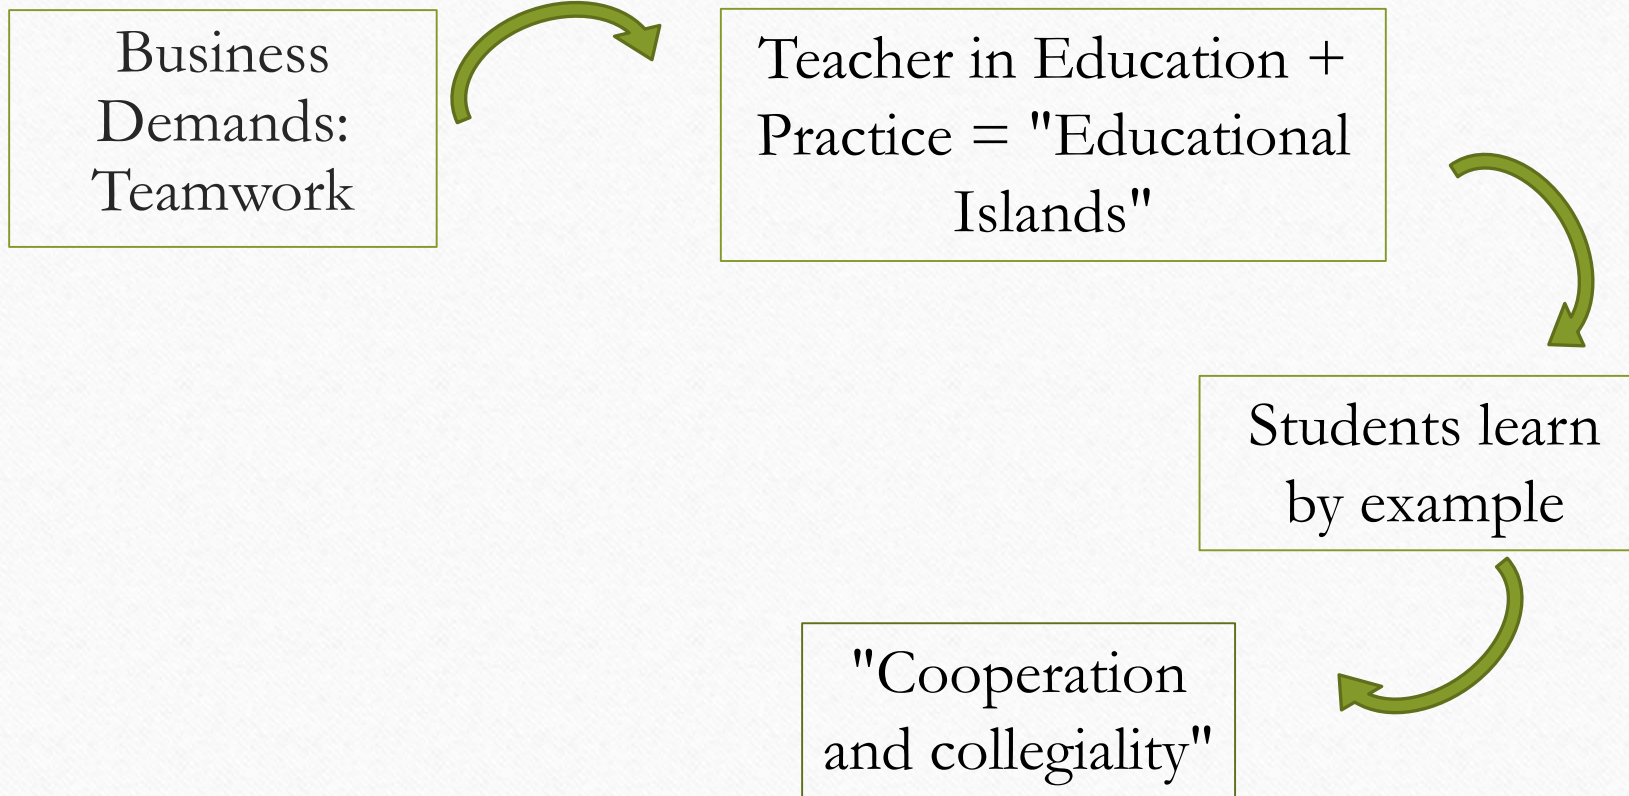 Business
Demands:
Teamwork
Teacher in Education +
Practice = "Educational
Islands"
Students learn
by example
"Cooperation
and collegiality"